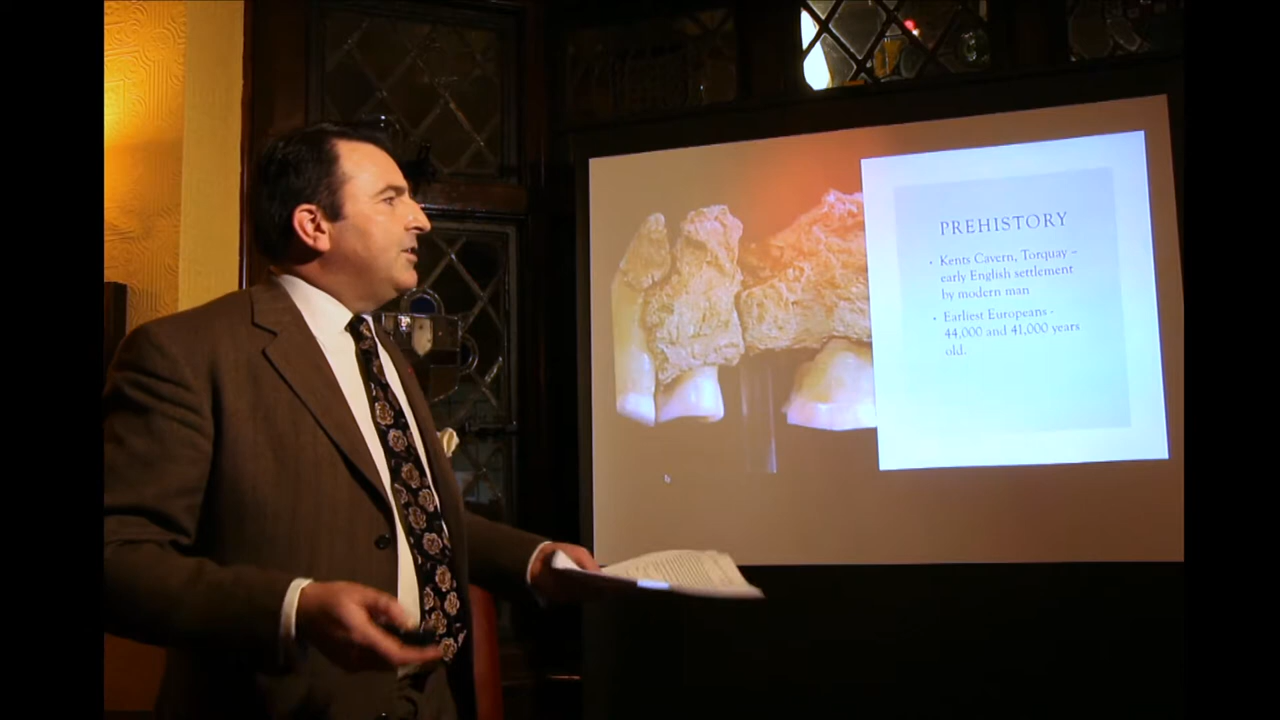 PREHISTORY
• Kents Cavern, Torquay –
early English settlement
by modern man
• Earliest Europeans -
44,000 and 41,000 years
old.